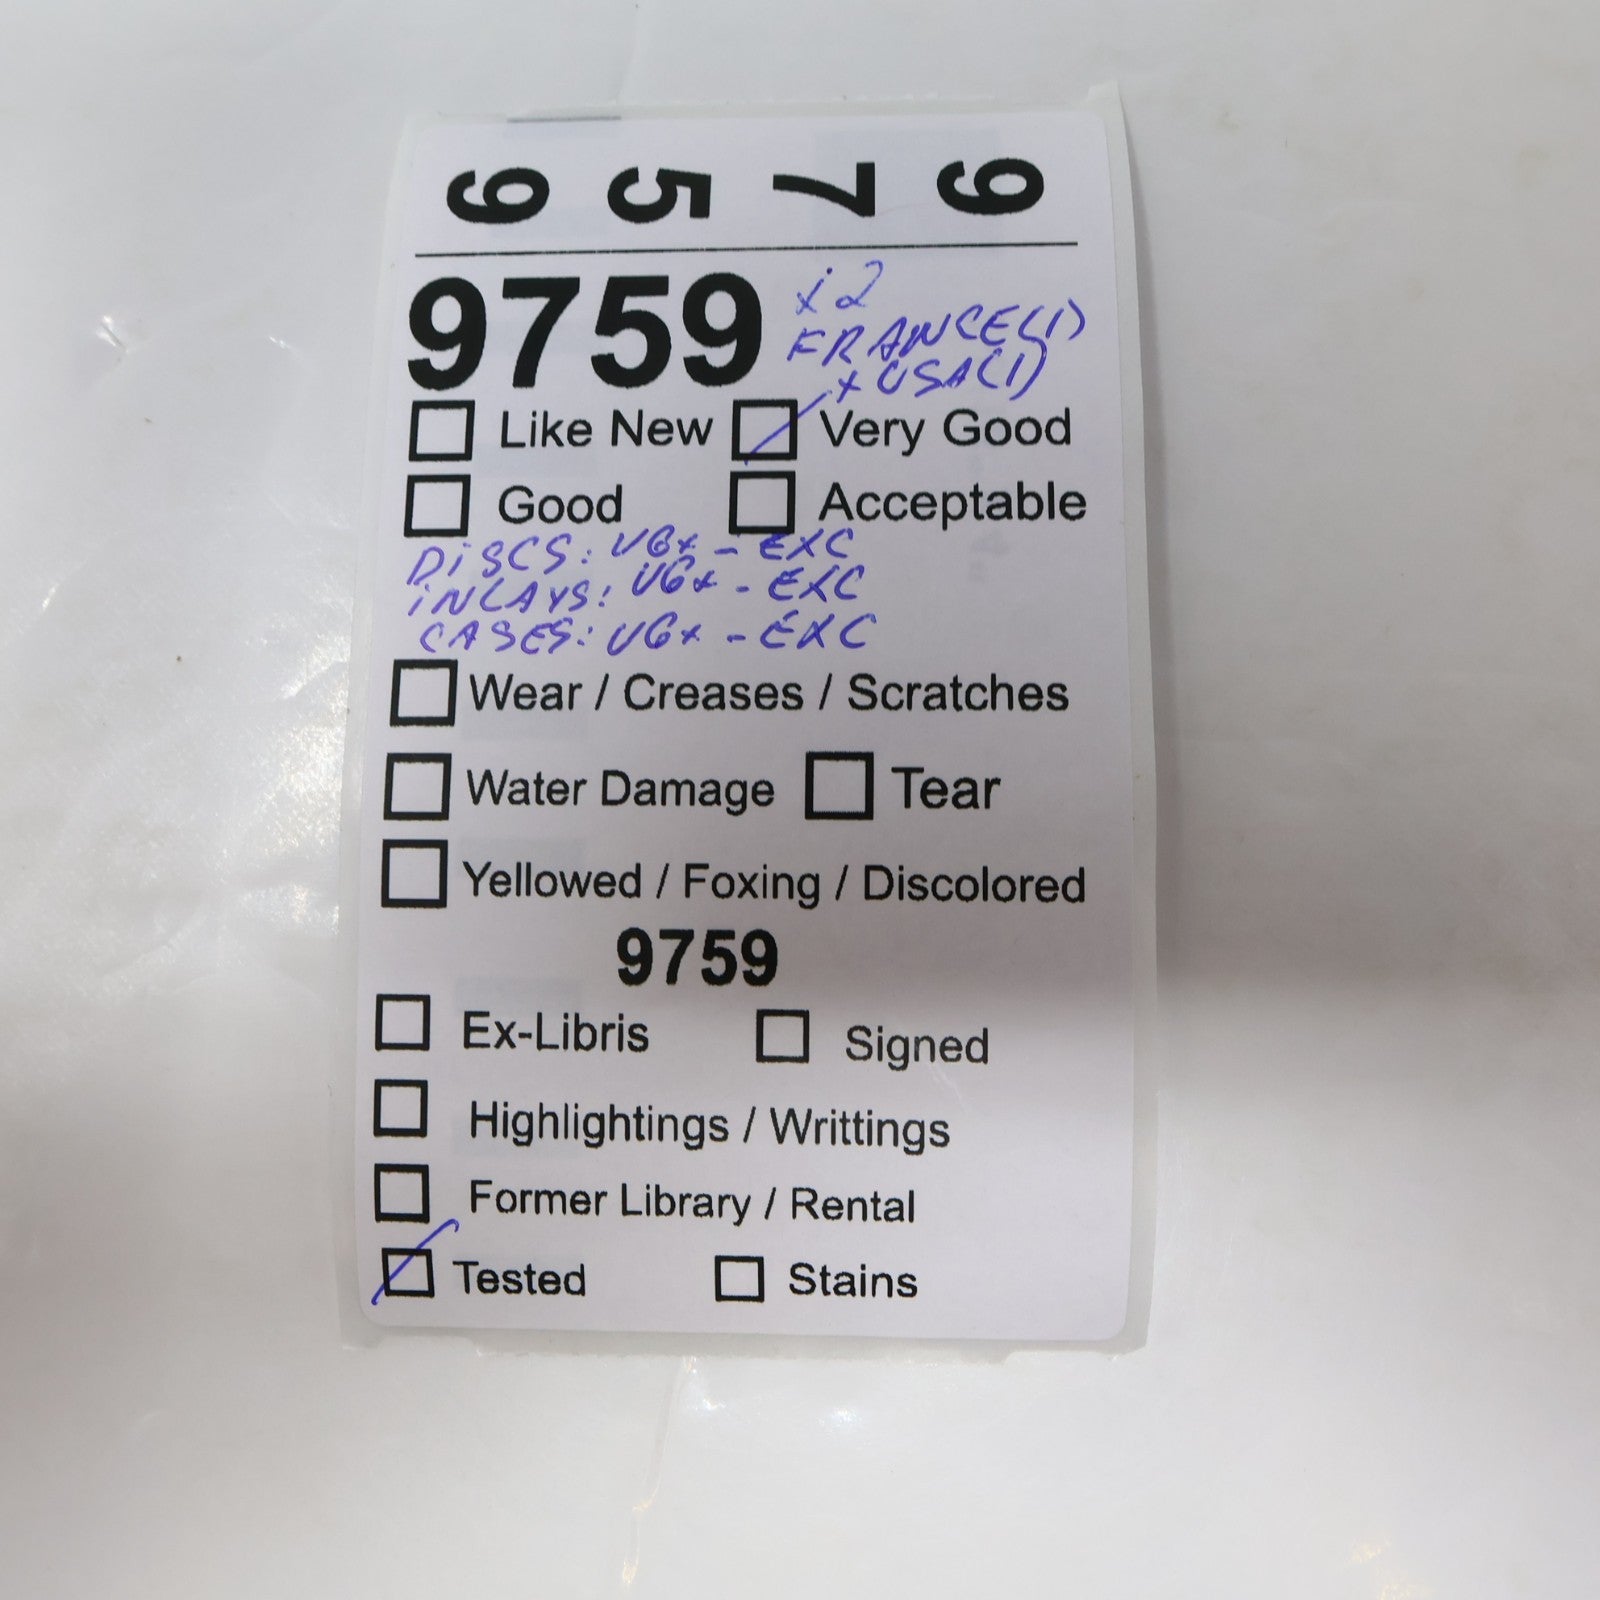 9 5 7 9
9759 x2
FRANCE(1)
+ USA(1)
Like New Very Good
Good Acceptable
DiSCS: VG+ - EXC
iNLAYS: VG+ - EXC
CASES: VG+ - EXC
Wear / Creases / Scratches
Water Damage Tear
Yellowed / Foxing / Discolored
9759
Ex-Libris Signed
Highlightings / Writtings
Former Library / Rental
Tested Stains